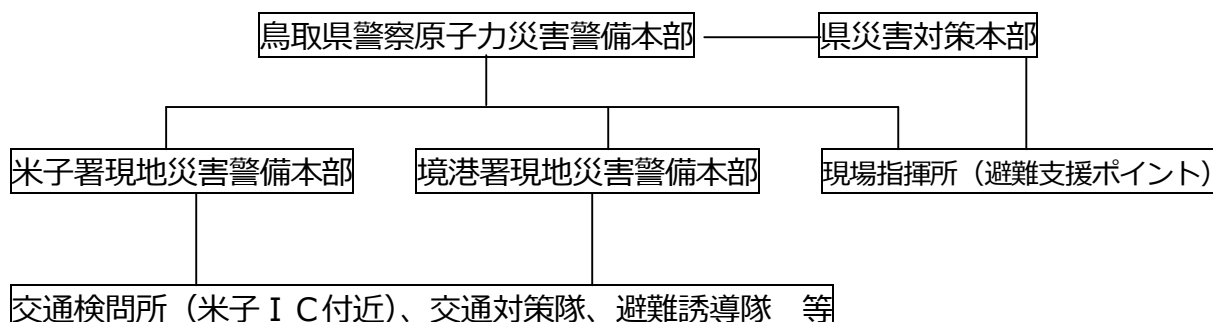 鳥取県警察原子力災害警備本部
県災害対策本部
米子署現地災害警備本部
境港署現地災害警備本部
現場指揮所（避難支援ポイント）
交通検問所（米子ＩＣ付近）、交通対策隊、避難誘導隊　等